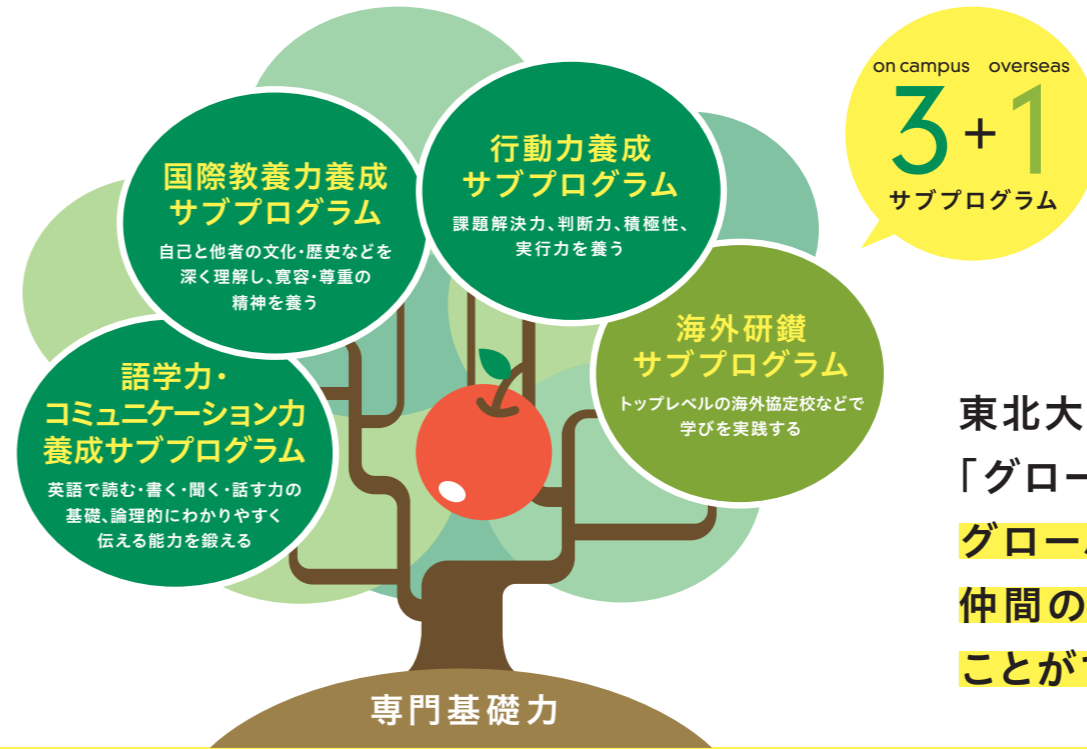 on campus overseas
3+1
サブプログラム
国際教養力養成
サブプログラム
自己と他者の文化・歴史などを
深く理解し、寛容・尊重の
精神を養う
行動力養成
サブプログラム
課題解決力、判断力、積極性、
実行力を養う
語学力・
コミュニケーション力
養成サブプログラム
英語で読む・書く・聞く・話す力の
基礎、論理的にわかりやすく
伝える能力を鍛える
海外研鑚
サブプログラム
トップレベルの海外協定校などで
学びを実践する
専門基礎力
東北大
「グロー
グロー
仲間の
ことが